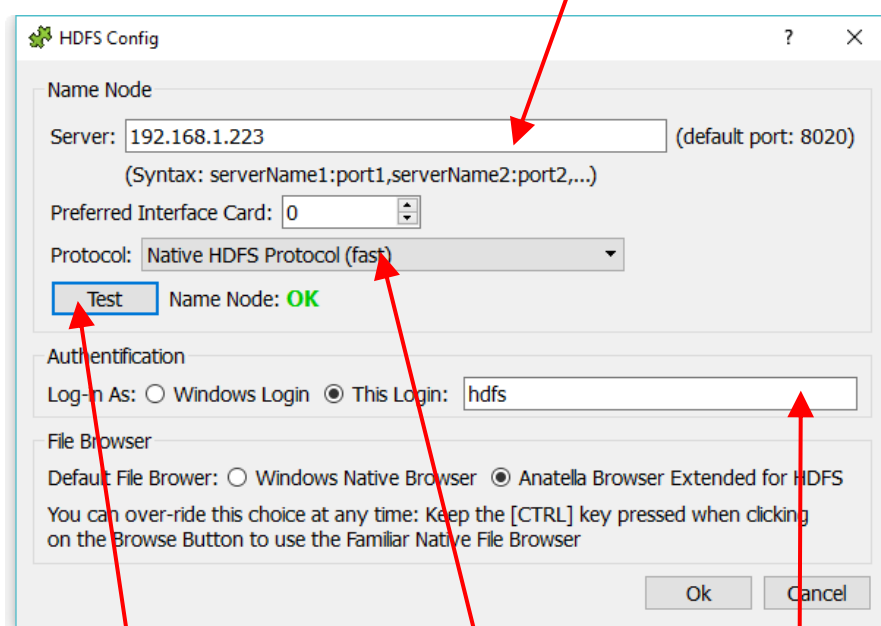 HDFS Config
Name Node
Server: 192.168.1.223 (default port: 8020)
(Syntax: serverName1:port1,serverName2:port2,...)
Preferred Interface Card: 0
Protocol: Native HDFS Protocol (fast)
Test Name Node: OK
Authentification
Log-in As: Windows Login This Login: hdfs
File Browser
Default File Brower: Windows Native Browser Anatella Browser Extended for HDFS
You can over-ride this choice at any time: Keep the [CTRL] key pressed when clicking
on the Browse Button to use the Familiar Native File Browser
Ok Cancel